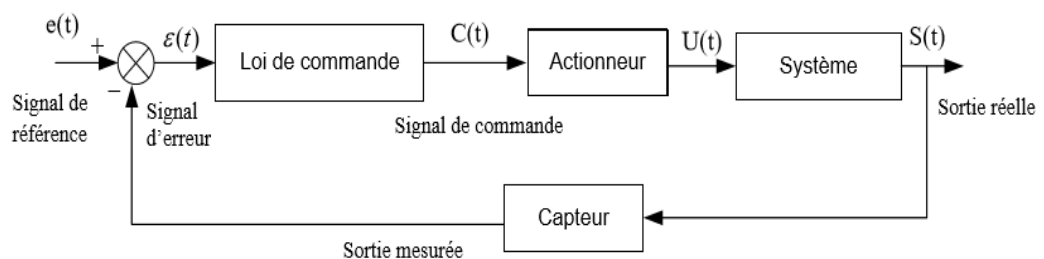 e(t)
+
ε(t)
Loi de commande
C(t)
Actionneur
U(t)
Système
S(t)
−
Signal de
référence
Signal
d’erreur
Signal de commande
Sortie réelle
Capteur
Sortie mesurée